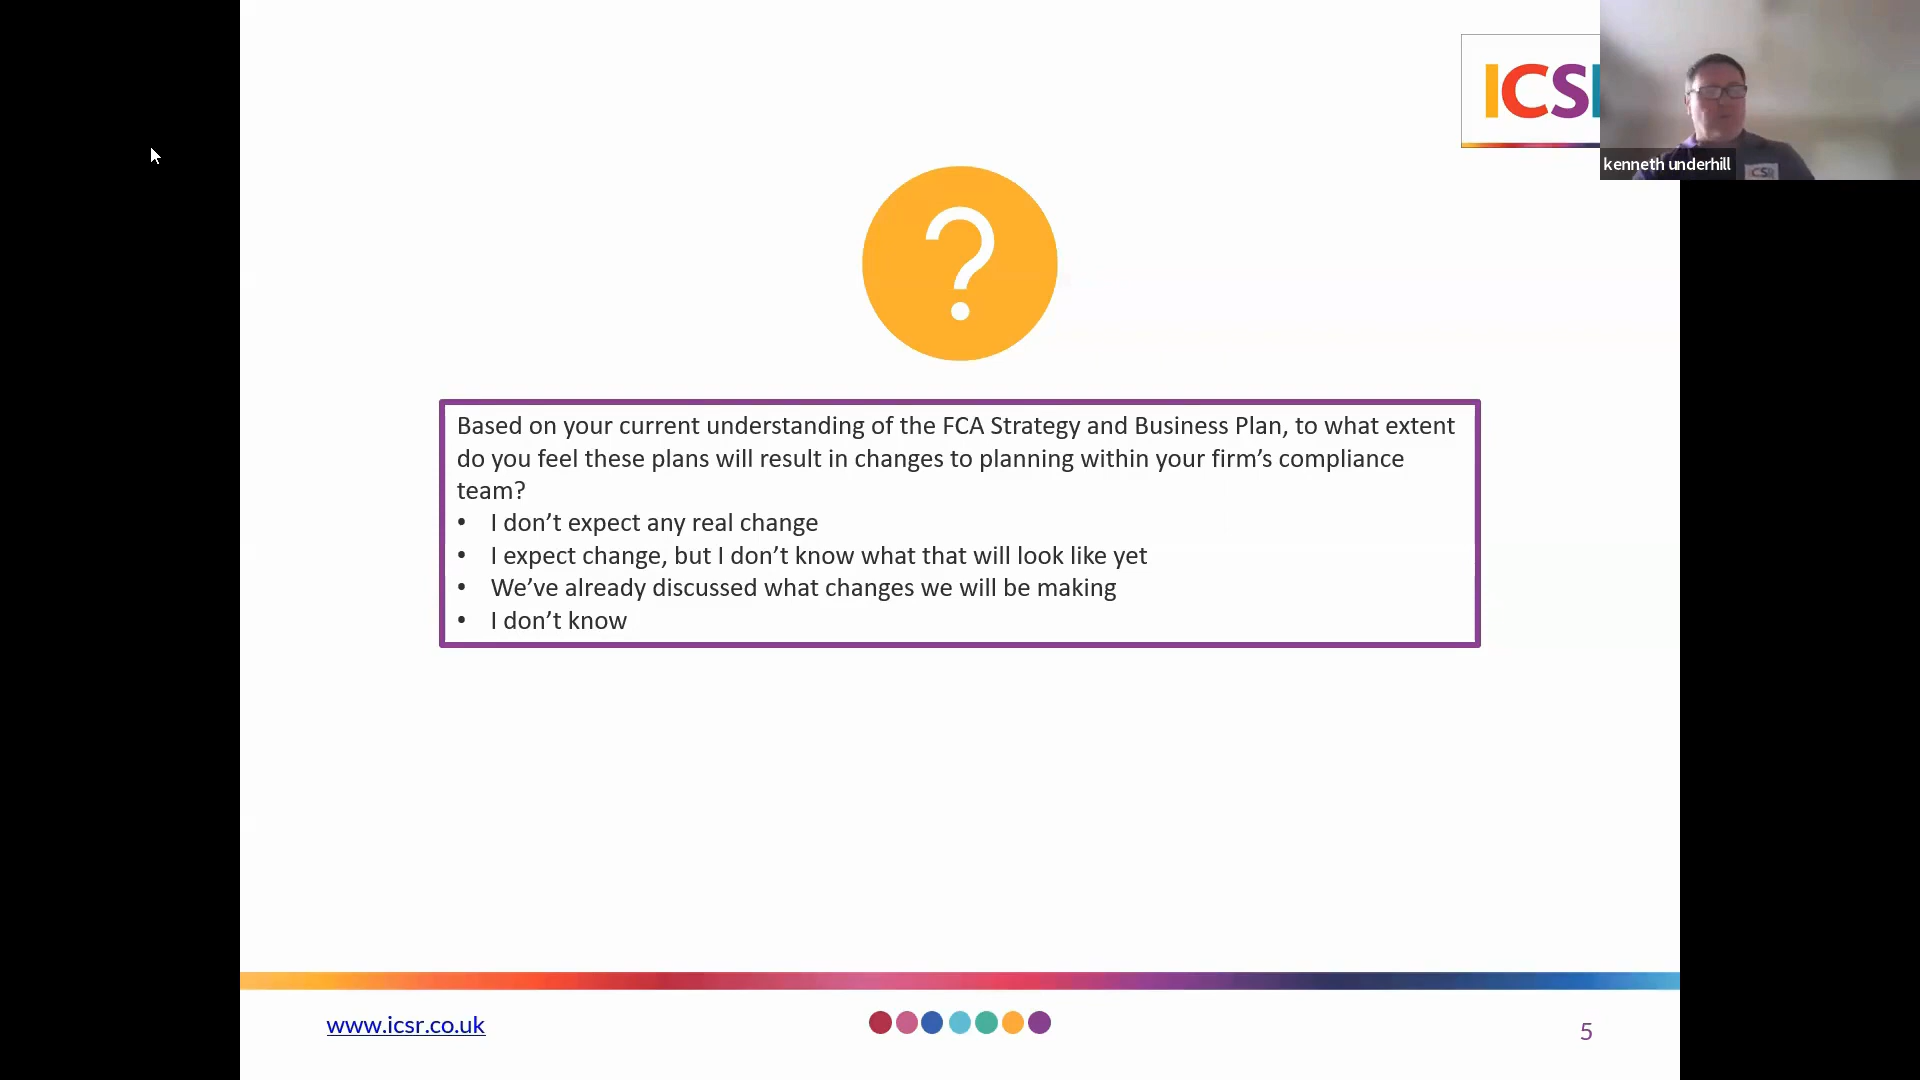 ICS
kenneth underhill
CSR
?
Based on your current understanding of the FCA Strategy and Business Plan, to what extent
do you feel these plans will result in changes to planning within your firm’s compliance
team?
• I don’t expect any real change
• I expect change, but I don’t know what that will look like yet
• We’ve already discussed what changes we will be making
• I don’t know
www.icsr.co.uk
5